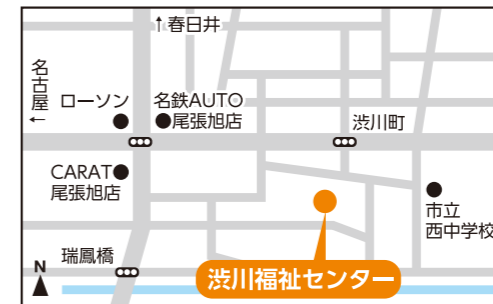 ↑春日井
名古屋
←
ローソン
名鉄AUTO
尾張旭店
渋川町
CARAT
尾張旭店
市立
西中学校
瑞鳳橋
N
渋川福祉センター